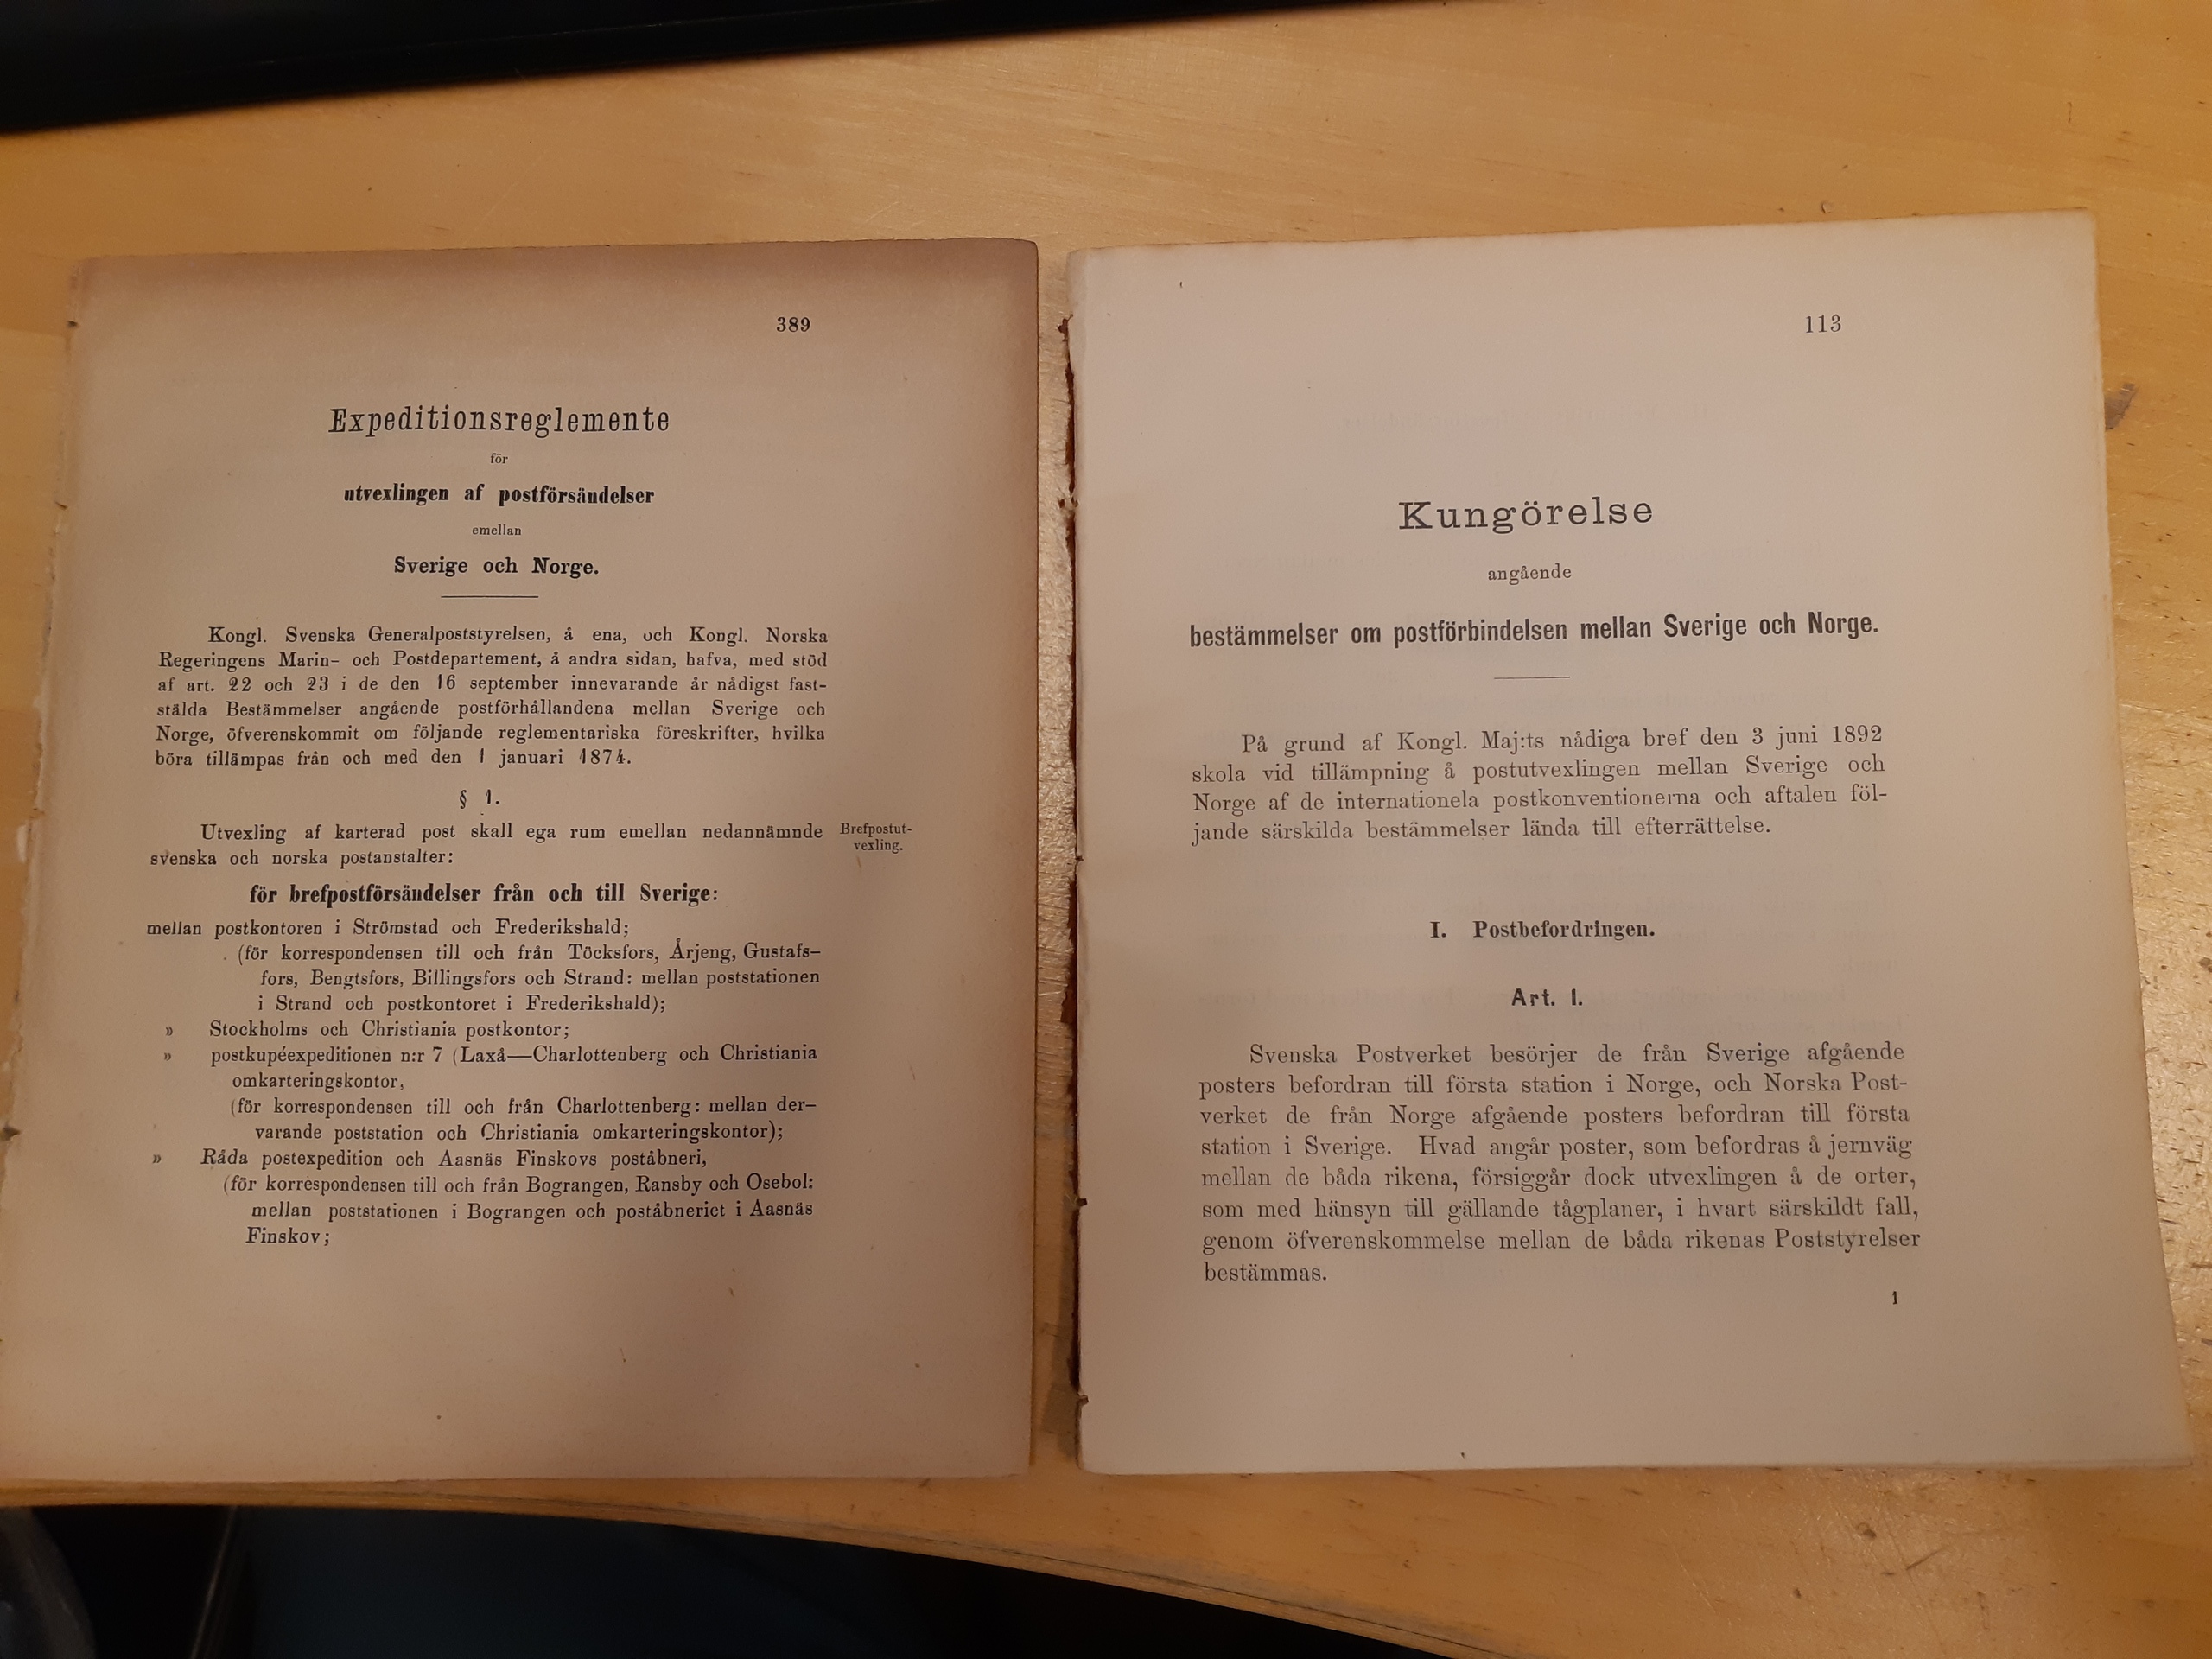 389
Expeditionsreglemente
för
utvexlingen af postförsändelser
emellan
Sverige och Norge.
Kongl. Svenska Generalpoststyrelsen, å ena, och Kongl. Norska
Regeringens Marin- och Postdepartement, å andra sidan, hafva, med stöd
af art. 22 och 23 i de den 16 september innevarande år nådigst fast-
stälda Bestämmelser angående postförhållandena mellan Sverige och
Norge, öfverenskommit om följande reglementariska föreskrifter, hvilka
böra tillämpas från och med den 1 januari 1874.
§ 1.
Utvexling af karterad post skall ega rum emellan nedannämnde
svenska och norska postanstalter:
Brefpostut-
vexling.
för brefpostförsändelser från och till Sverige:
mellan postkontoren i Strömstad och Frederikshald;
(för korrespondensen till och från Töcksfors, Årjeng, Gustafs-
fors, Bengtsfors, Billingsfors och Strand: mellan poststationen
i Strand och postkontoret i Frederikshald);
» Stockholms och Christiania postkontor;
» postkupéexpeditionen n:r 7 (Laxå—Charlottenberg och Christiania
omkarteringskontor,
(för korrespondensen till och från Charlottenberg: mellan der-
varande poststation och Christiania omkarteringskontor);
» Råda postexpedition och Aasnäs Finskovs poståbneri,
(för korrespondensen till och från Bograngen, Ransby och Osebol:
mellan poststationen i Bograngen och poståbneriet i Aasnäs
Finskov;
113
Kungörelse
angående
bestämmelser om postförbindelsen mellan Sverige och Norge.
På grund af Kongl. Maj:ts nådiga bref den 3 juni 1892
skola vid tillämpning å postutvexlingen mellan Sverige och
Norge af de internationela postkonventionerna och aftalen föl-
jande särskilda bestämmelser lända till efterrättelse.
I. Postbefordringen.
Art. 1.
Svenska Postverket besörjer de från Sverige afgående
posters befordran till första station i Norge, och Norska Post-
verket de från Norge afgående posters befordran till första
station i Sverige. Hvad angår poster, som befordras å jernväg
mellan de båda rikena, försiggår dock utvexlingen å de orter,
som med hänsyn till gällande tågplaner, i hvart särskildt fall,
genom öfverenskommelse mellan de båda rikenas Poststyrelser
bestämmas.
1